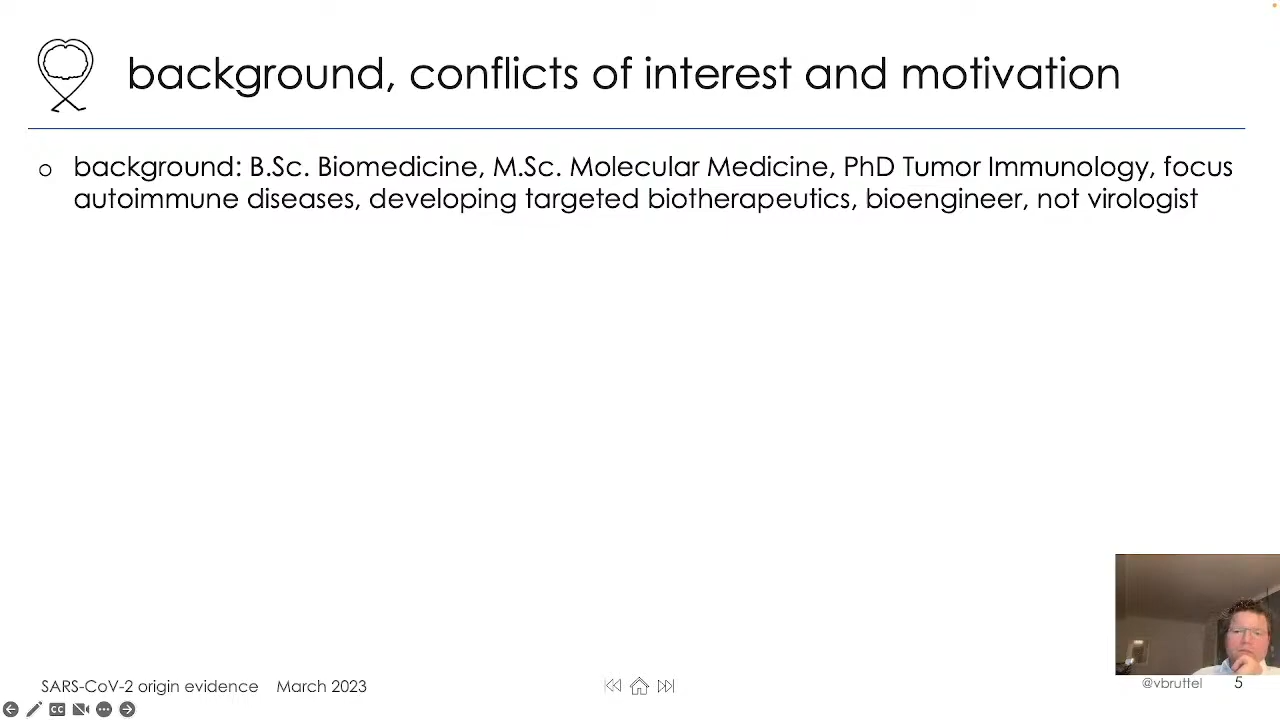 background, conflicts of interest and motivation
o background: B.Sc. Biomedicine, M.Sc. Molecular Medicine, PhD Tumor Immunology, focus
autoimmune diseases, developing targeted biotherapeutics, bioengineer, not virologist
SARS-CoV-2 origin evidence March 2023
@vbruttel 5
CC